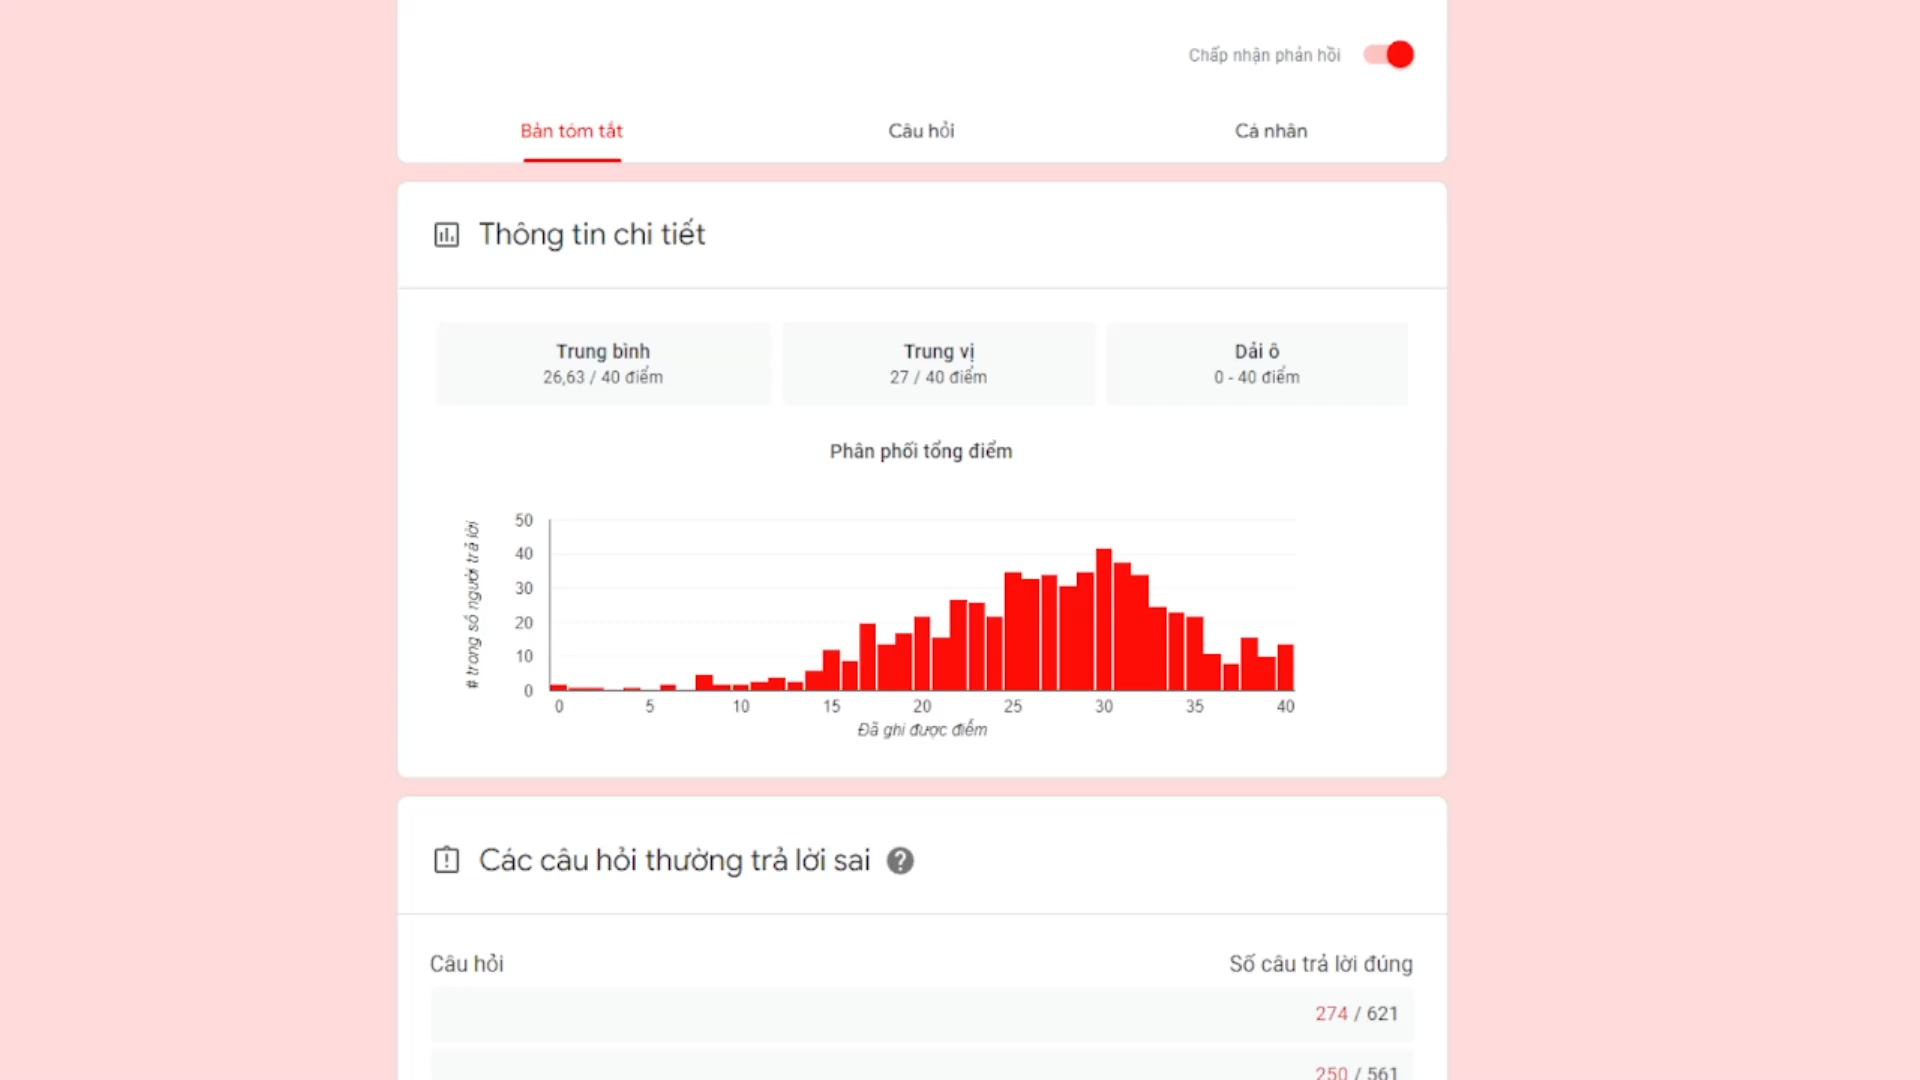 Chấp nhận phản hồi
Bản tóm tắt
Câu hỏi
Cá nhân
Thông tin chi tiết
Trung bình
26,63 / 40 điểm
Trung vị
27 / 40 điểm
Dải ô
0 - 40 điểm
Phân phối tổng điểm
# trong số người trả lời
50
40
30
20
10
0
0 5 10 15 20 25 30 35 40
Đã ghi được điểm
Các câu hỏi thường trả lời sai ?
Câu hỏi
Số câu trả lời đúng
274 / 621
250 / 561